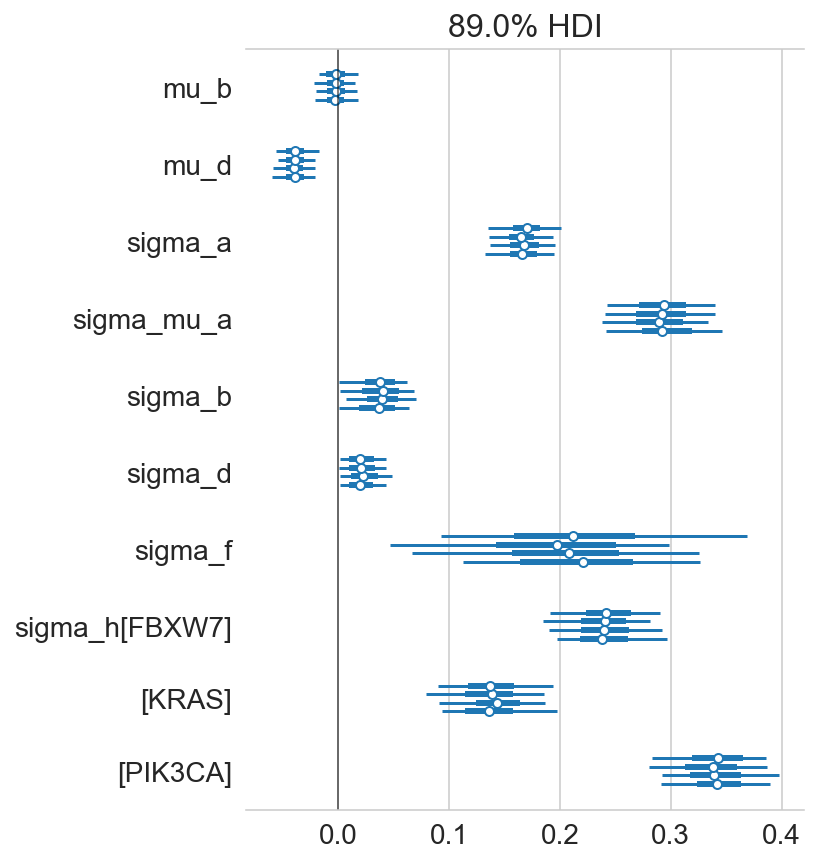 89.0% HDI
mu_b
mu_d
sigma_a
sigma_mu_a
sigma_b
sigma_d
sigma_f
sigma_h[FBXW7]
[KRAS]
[PIK3CA]
0.0 0.1 0.2 0.3 0.4